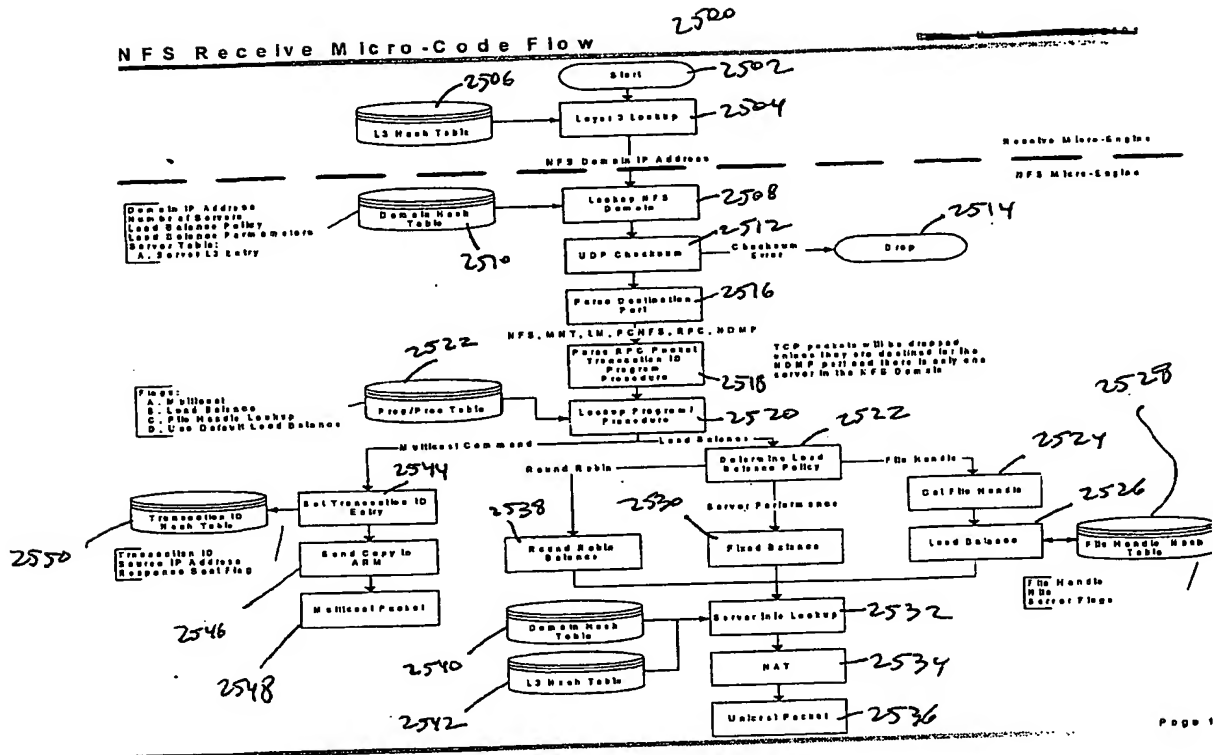 2500
NFS Receive Micro-Code Flow
Start
2502
2506
L3 Hash Table
Layer 3 Lookup
2504
Receive Micro-Engine
NFS Domain IP Address
NFS Micro-Engine
Domain IP Address
Number of Servers
Load Balance Policy
Load Balance Parameters
Server Table:
A. Server L3 Entry
Domain Hash
Table
2510
Lookup NFS
Domain
2508
UDP Checksum
2512
Checksum
Error
Drop
2514
Parse Destination
Port
2516
NFS, MNT, LM, PCNFS, RPC, NDMP
Parse RPC Packet
Transaction ID
Program
Procedure
2518
TCP packets will be dropped
unless they are destined for the
NDMP port and there is only one
server in the NFS Domain
2522
Flags:
A. Multicast
B. Load Balance
C. File Handle Lookup
D. Use Default Load Balance
Prog/Proc Table
Lookup Program/
Procedure
2520
2528
Multicast Command
Load Balance
2522
Round Robin
Determine Load
Balance Policy
File Handle
2524
Get File Handle
2544
Set Transaction ID
Entry
Transaction ID
Hash Table
2550
Transaction ID
Source IP Address
Response Sent Flag
Server Performance
2538
2530
2526
Round Robin
Balance
Fixed Balance
Load Balance
File Handle Hash
Table
File Handle
Server Flags
Send Copy to
ARM
2546
Multicast Packet
2548
Domain Hash
Table
2540
L3 Hash Table
2542
Server Info Lookup
2532
NAT
2534
Unicast Packet
2536
Page 1